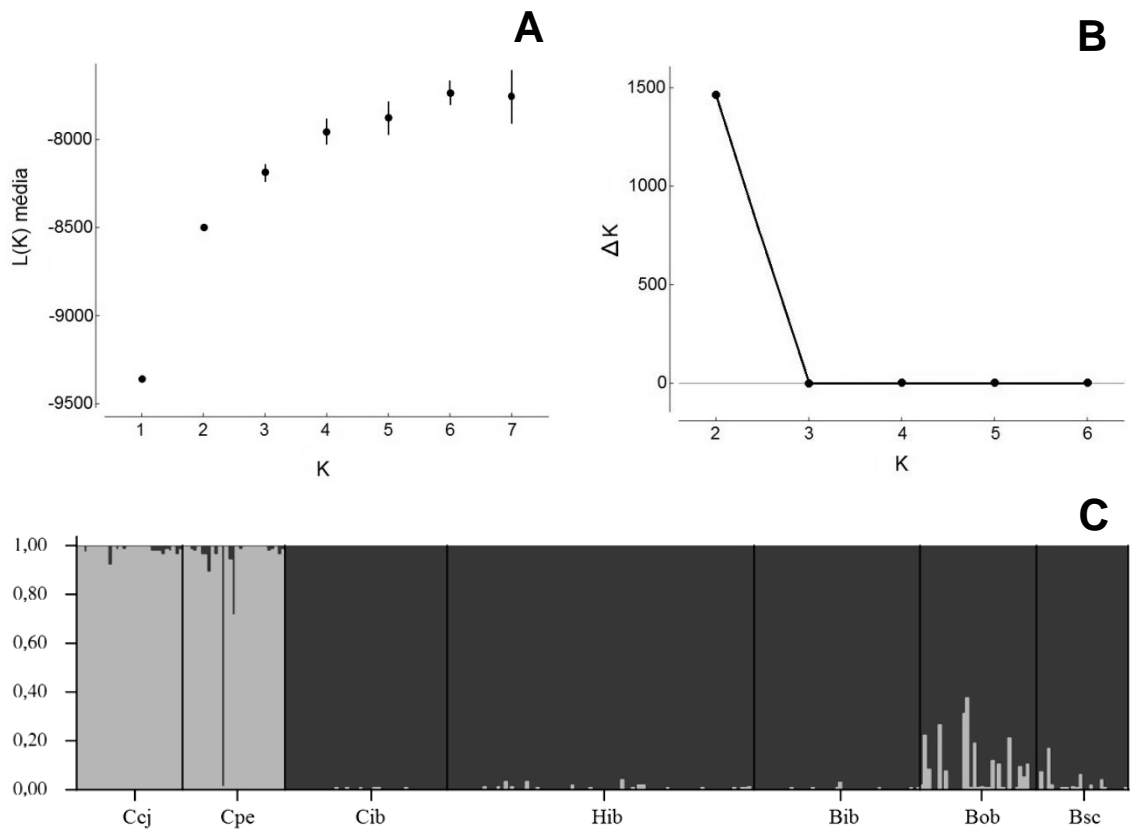 A
L(K) média
-8000
-8500
-9000
-9500
1 2 3 4 5 6 7
K
B
ΔK
1500
1000
500
0
2 3 4 5 6
K
C
1,00
0,80
0,60
0,40
0,20
0,00
Ccj Cpe Cib Hib Bib Bob Bsc